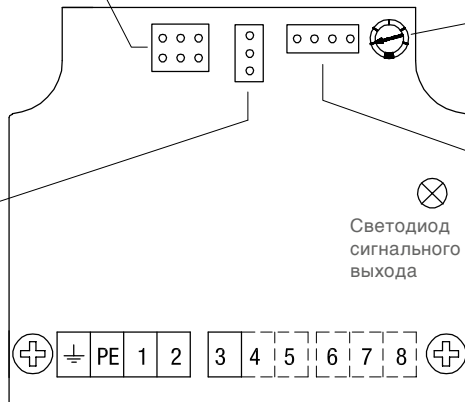 Светодиод
сигнального
выхода
PE 1 2 3 4 5 6 7 8